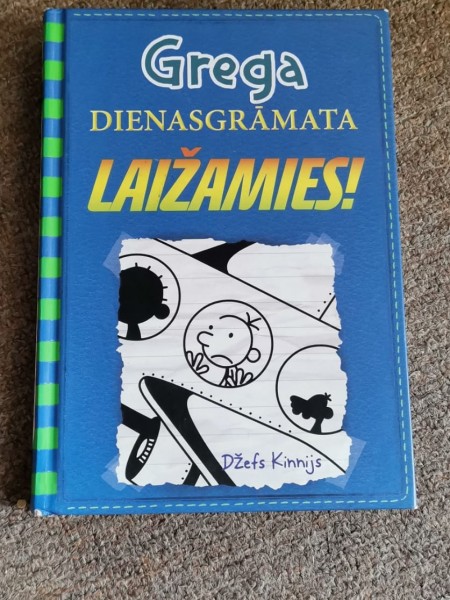 Grega
DIENASGRĀMATA
LAIŽAMIES!
Džefs Kinnijs